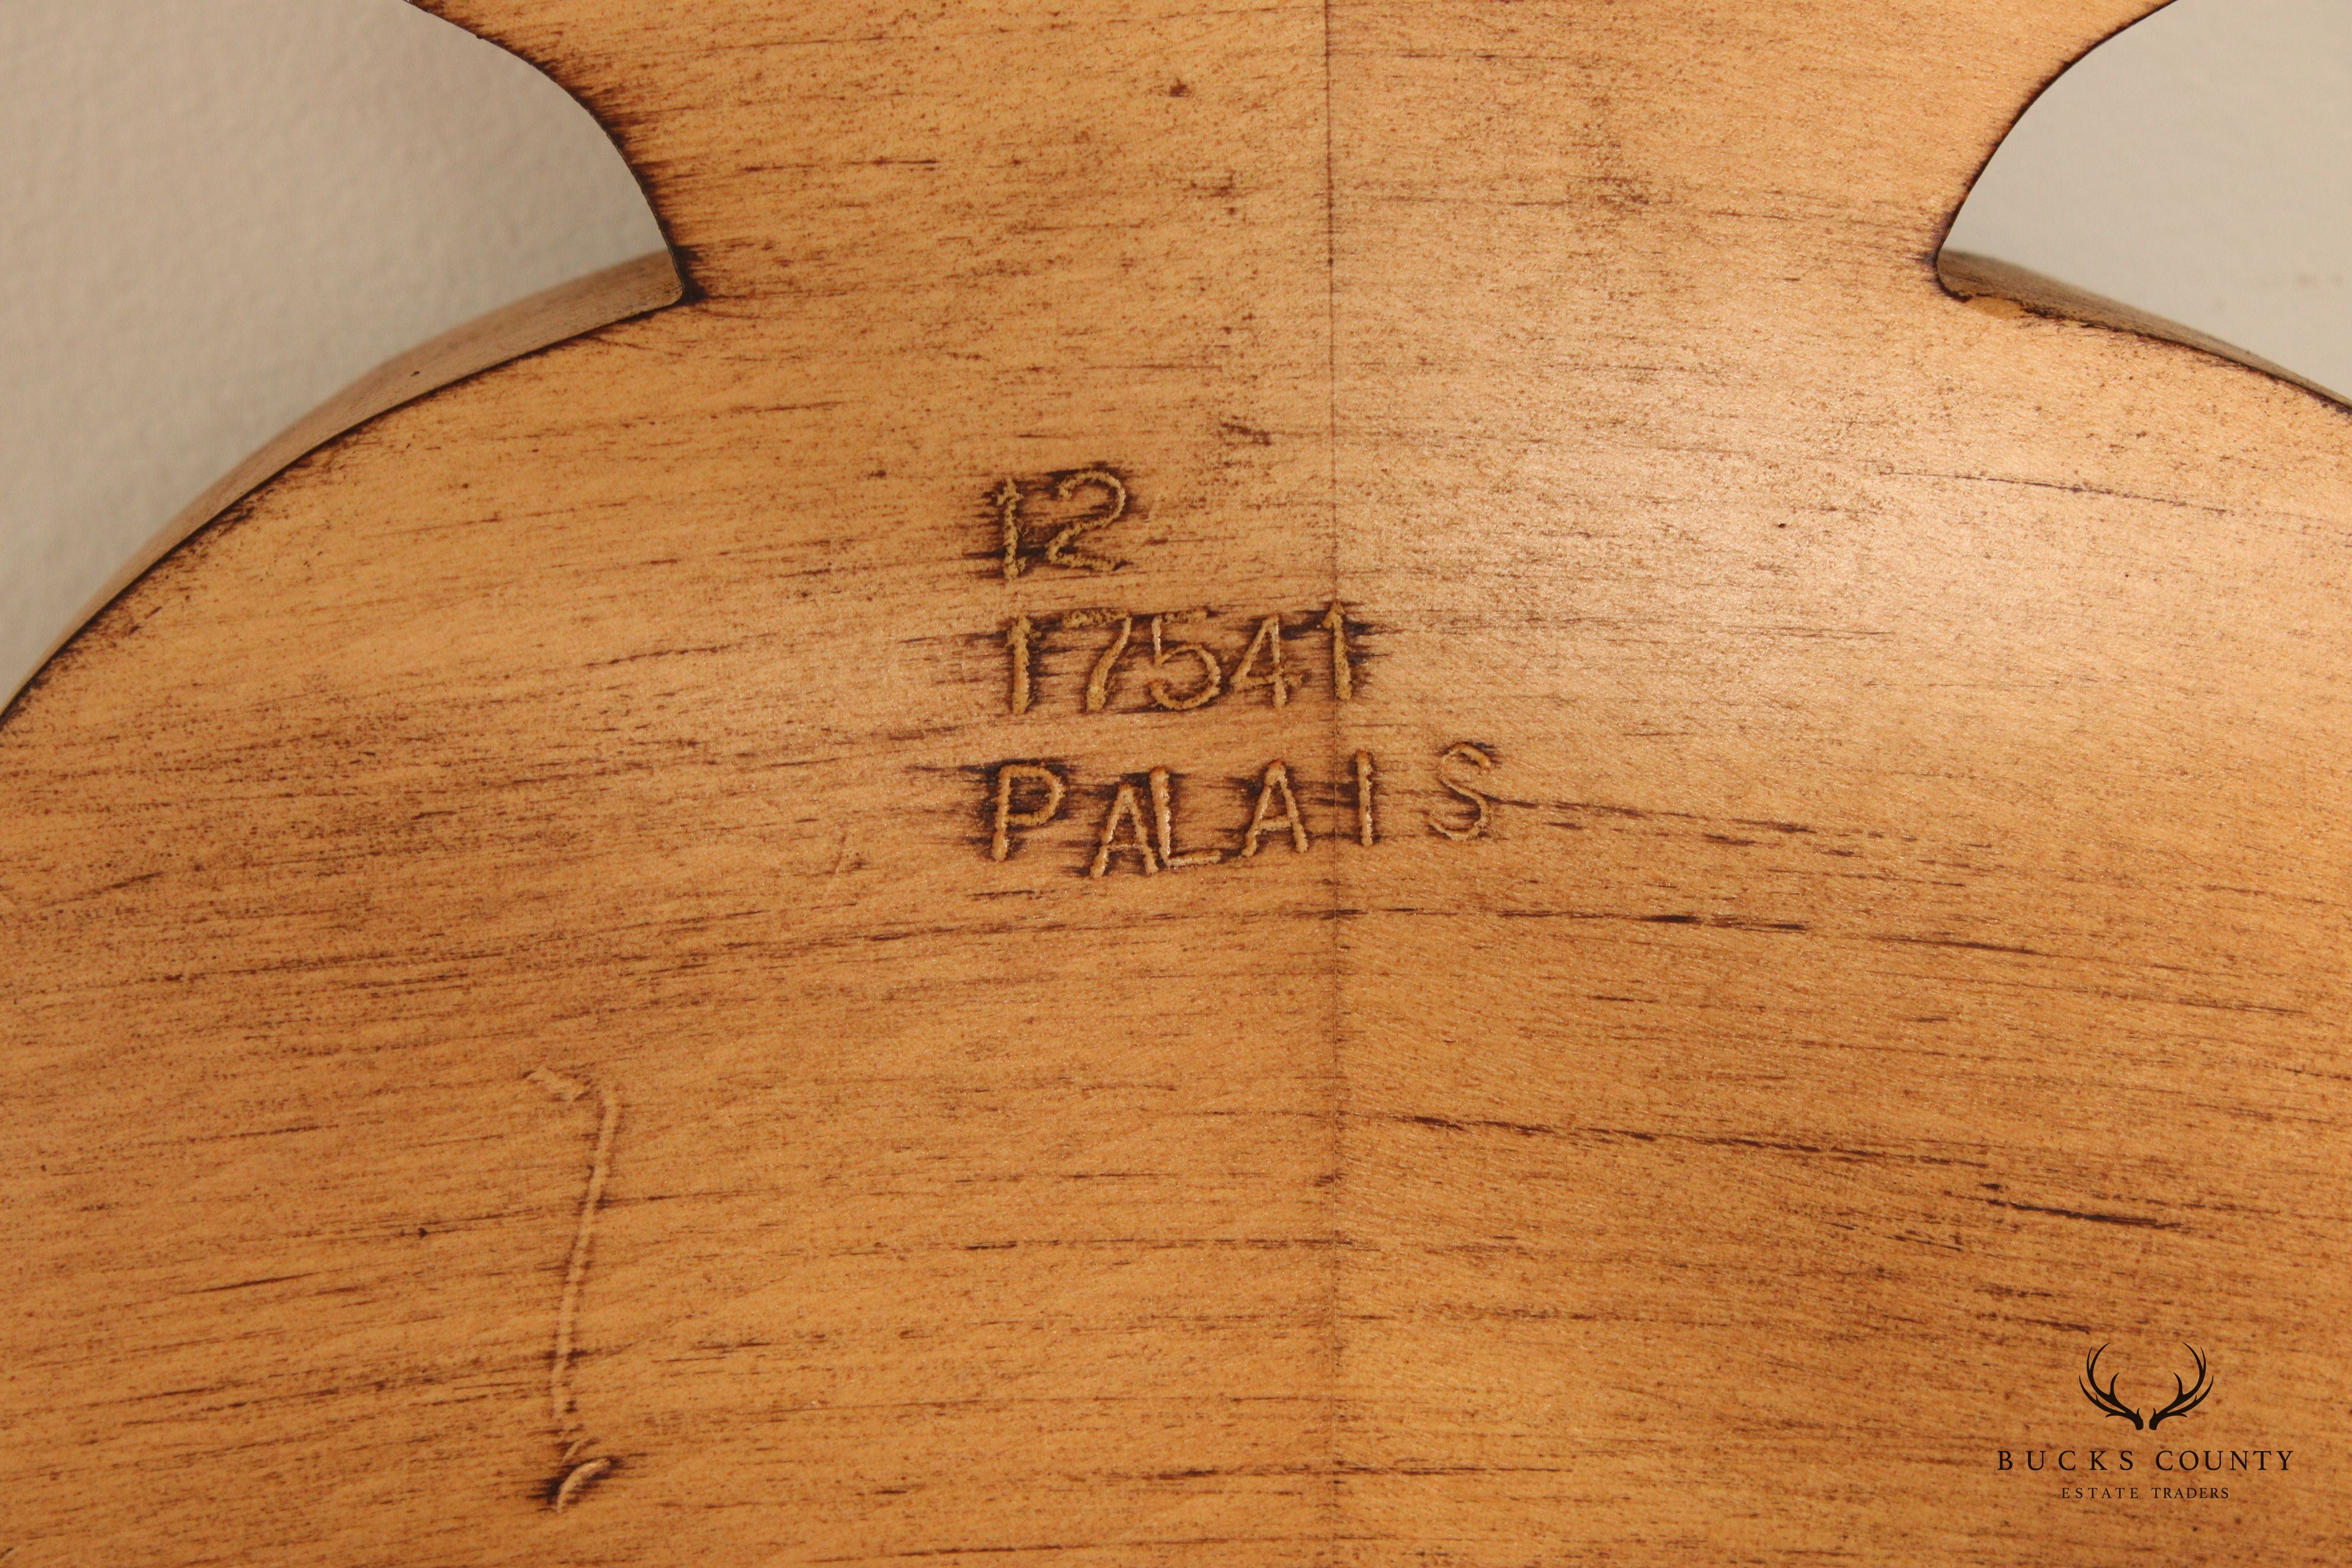 12
17541
PALAIS
BUCKS COUNTY
ESTATE TRADERS